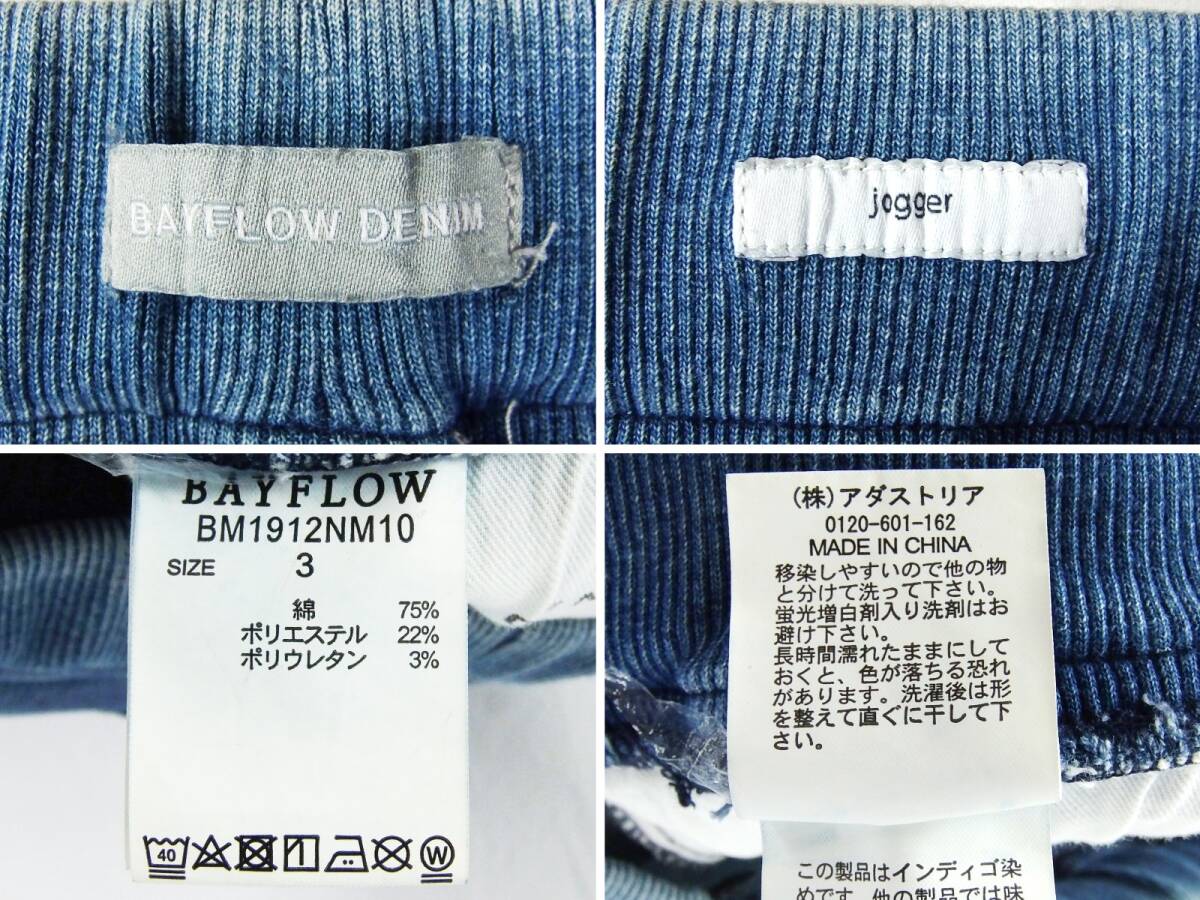 BAYFLOW DENIM
jogger
BAYFLOW
BM1912NM10
SIZE 3
綿 75%
ポリエステル 22%
ポリウレタン 3%
40
W
(株)アダストリア
0120-601-162
MADE IN CHINA
移染しやすいので他の物
と分けて洗って下さい。
蛍光増白剤入り洗剤はお
避け下さい。
長時間濡れたままにして
おくと、色が落ちる恐れ
があります。洗濯後は形
を整えて直ぐに干して下
さい。
この製品はインディゴ染
めです。他の製品では味